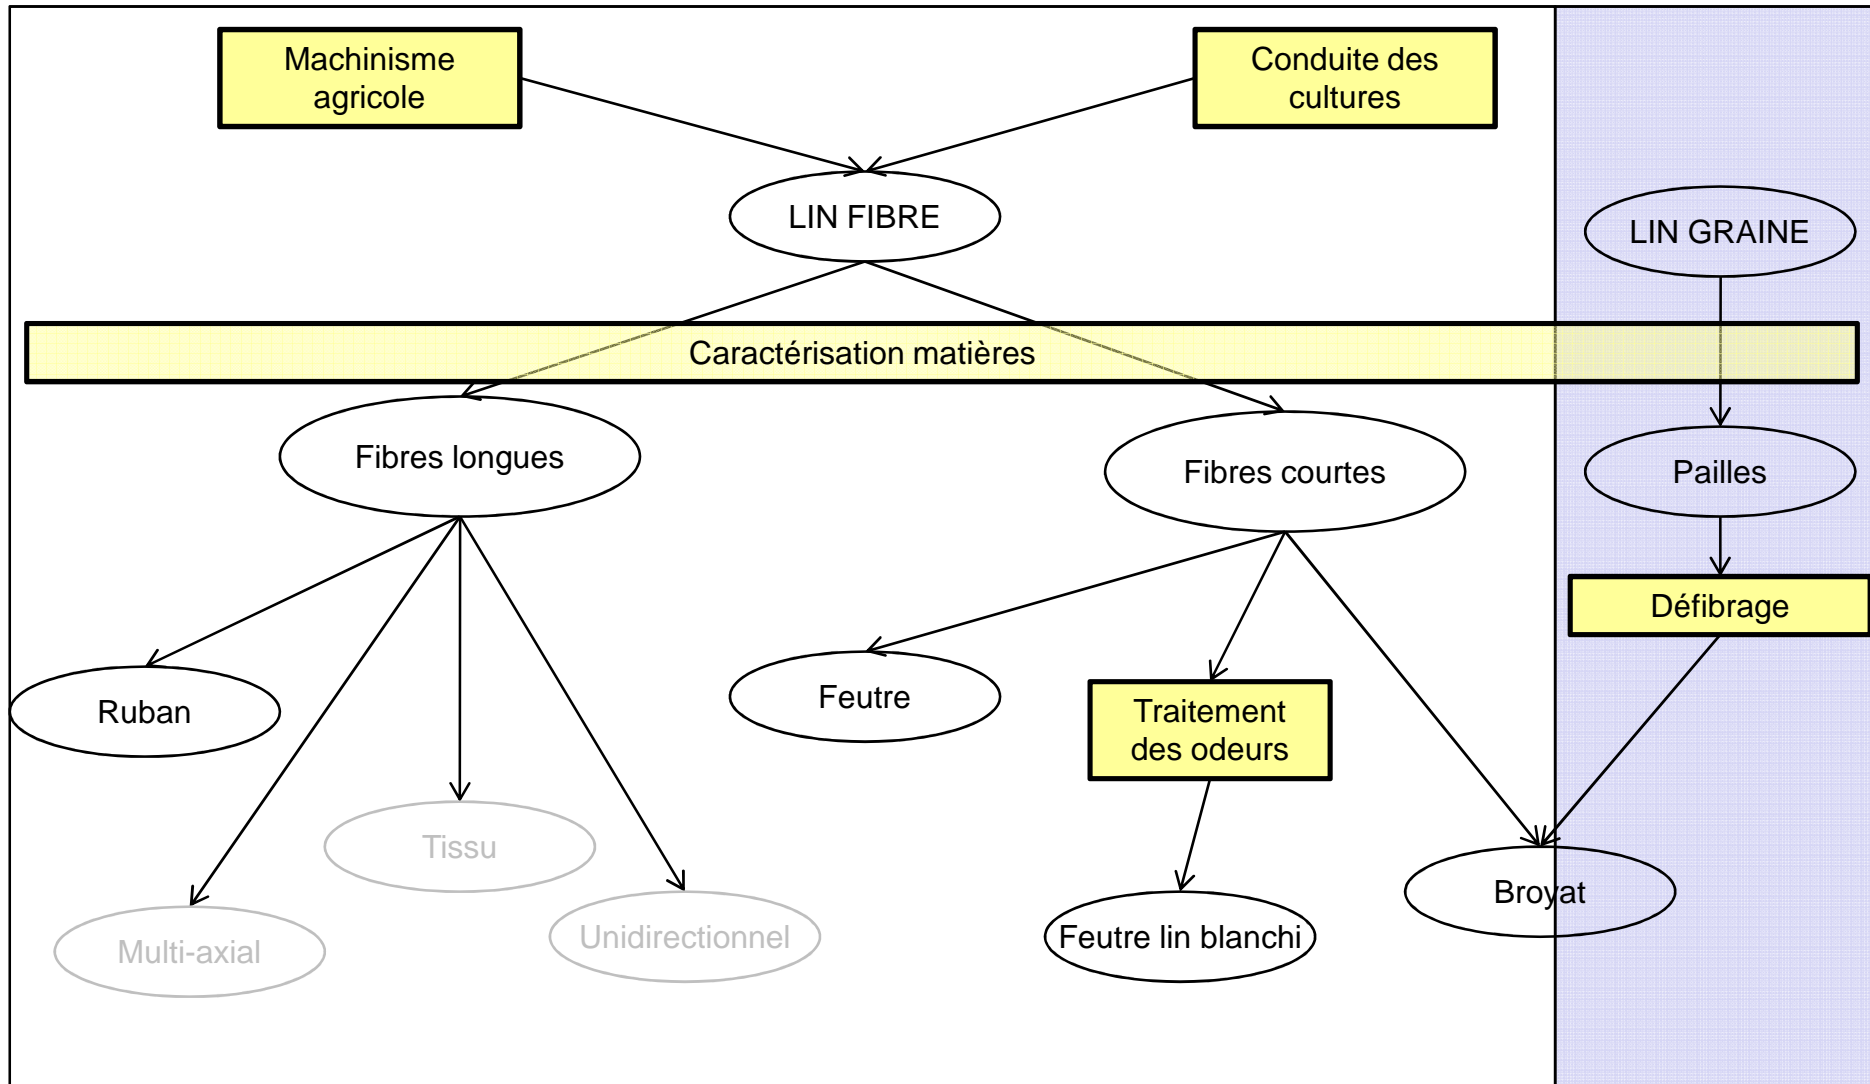 Machinisme
agricole
Conduite des
cultures
LIN FIBRE
LIN GRAINE
Caractérisation matières
Fibres longues
Fibres courtes
Pailles
Défibrage
Ruban
Feutre
Traitement
des odeurs
Tissu
Broyat
Multi-axial
Unidirectionnel
Feutre lin blanchi